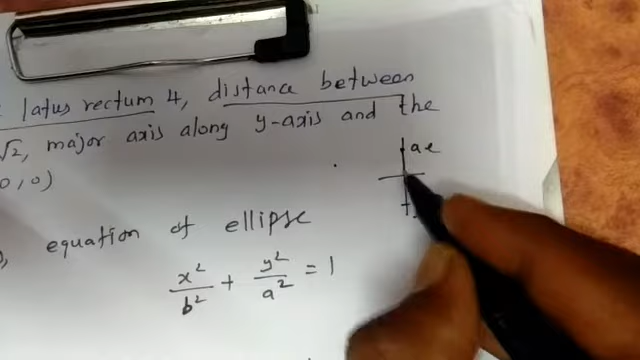 latus rectum 4, distance between
√2, major axis along y-axis and the
0, 0)
ae
equation of ellipse
x²/b² + y²/a² = 1